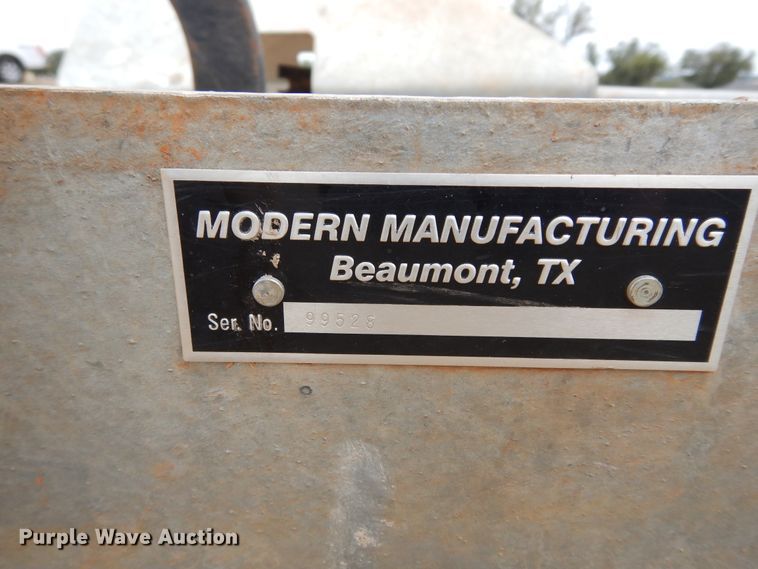 MODERN MANUFACTURING
Beaumont, TX
Ser. No. 99528
Purple Wave Auction